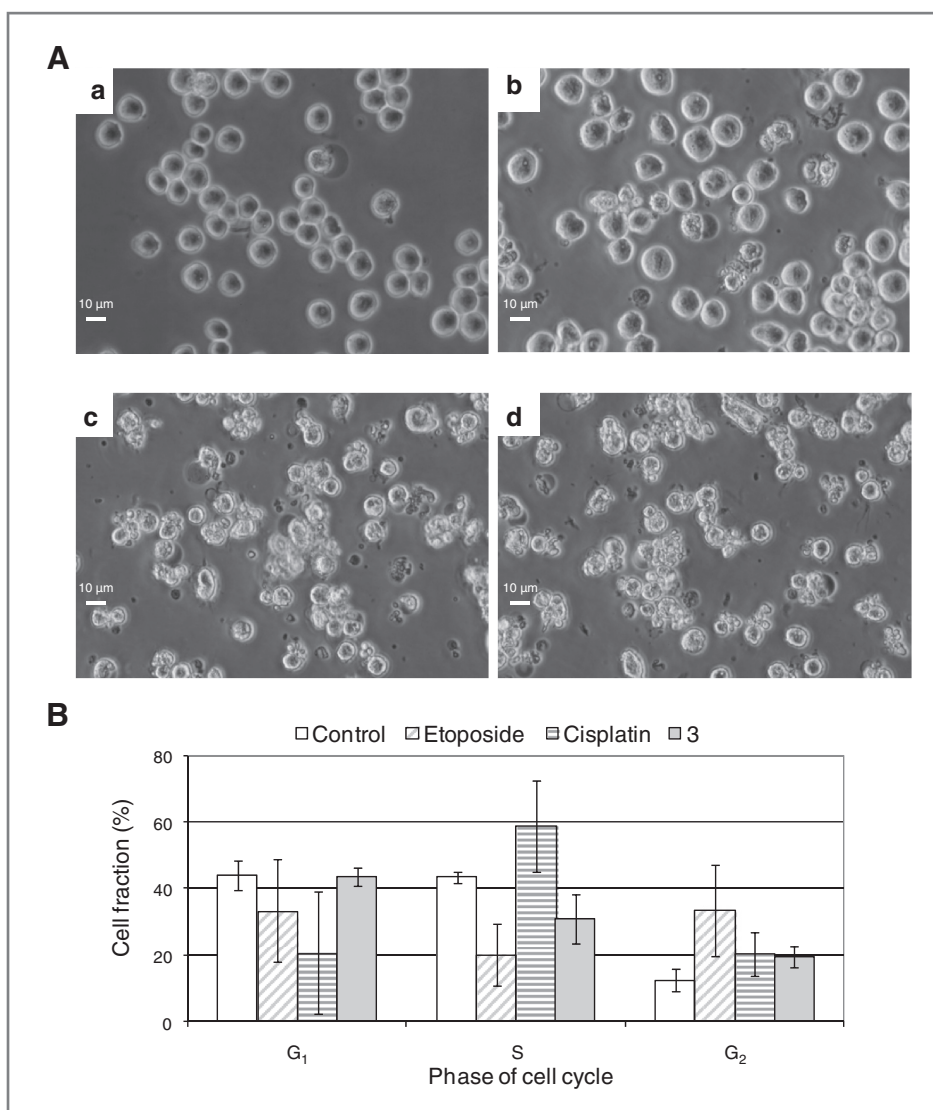 A
a
b
10 µm
10 µm
c
d
10 µm
10 µm
B
Control Etoposide Cisplatin 3
80
60
40
20
0
Cell fraction (%)
G₁ S G₂
Phase of cell cycle